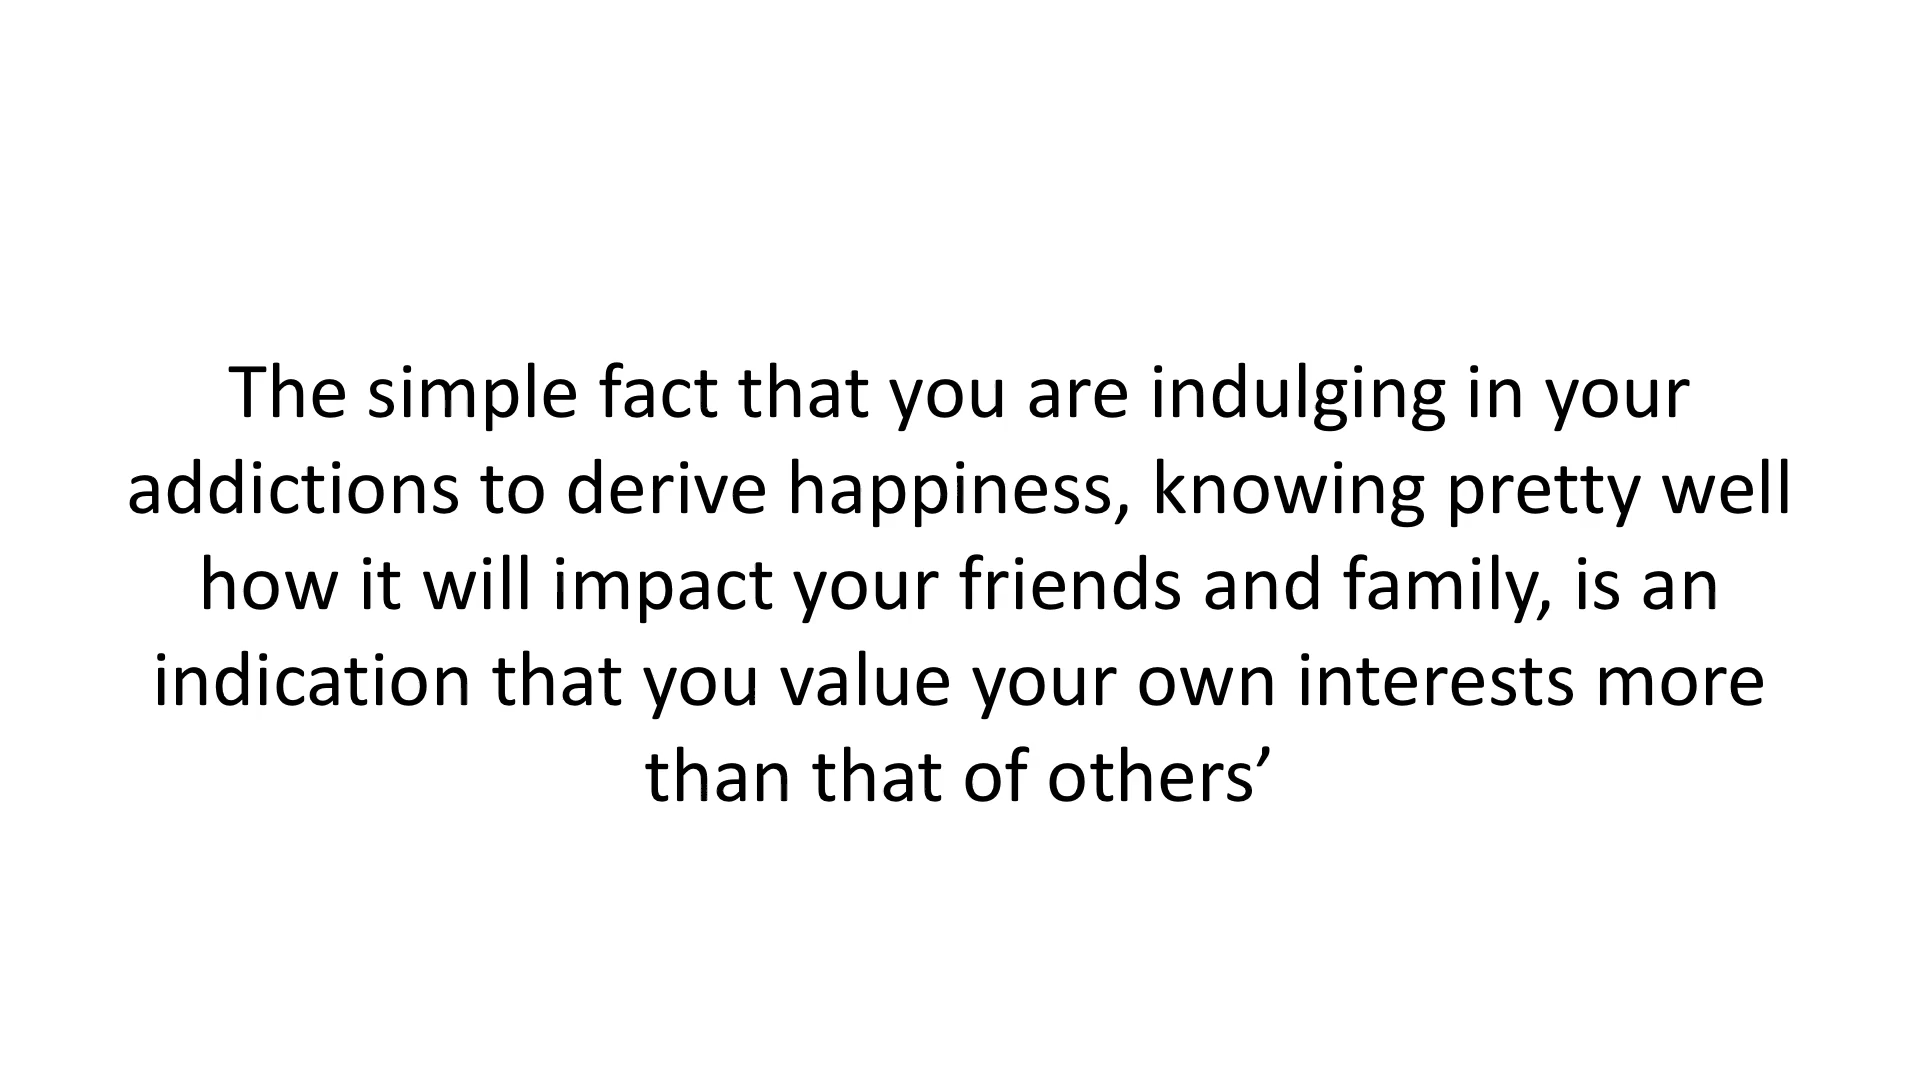 The simple fact that you are indulging in your
addictions to derive happiness, knowing pretty well
how it will impact your friends and family, is an
indication that you value your own interests more
than that of others’